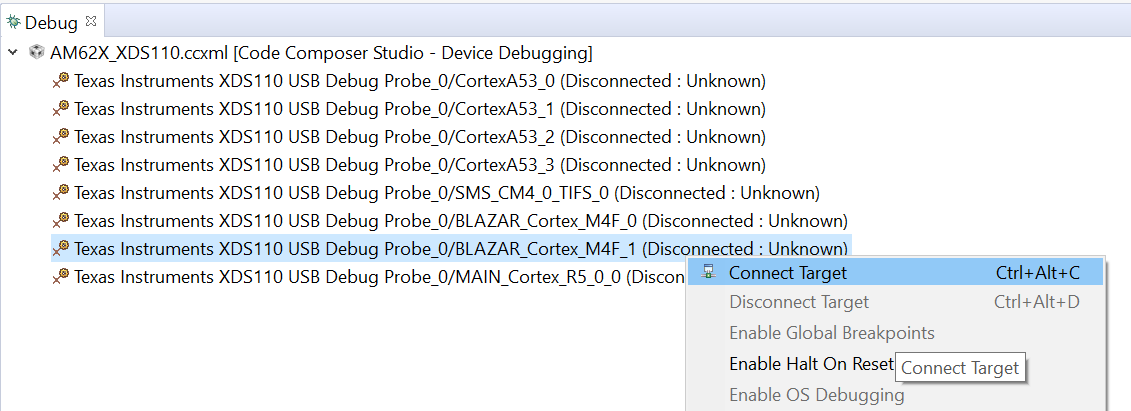 Debug
AM62X_XDS110.ccxml [Code Composer Studio - Device Debugging]
Texas Instruments XDS110 USB Debug Probe_0/CortexA53_0 (Disconnected : Unknown)
Texas Instruments XDS110 USB Debug Probe_0/CortexA53_1 (Disconnected : Unknown)
Texas Instruments XDS110 USB Debug Probe_0/CortexA53_2 (Disconnected : Unknown)
Texas Instruments XDS110 USB Debug Probe_0/CortexA53_3 (Disconnected : Unknown)
Texas Instruments XDS110 USB Debug Probe_0/SMS_CM4_0_TIFS_0 (Disconnected : Unknown)
Texas Instruments XDS110 USB Debug Probe_0/BLAZAR_Cortex_M4F_0 (Disconnected : Unknown)
Texas Instruments XDS110 USB Debug Probe_0/BLAZAR_Cortex_M4F_1 (Disconnected : Unknown)
Texas Instruments XDS110 USB Debug Probe_0/MAIN_Cortex_R5_0_0 (Discon
Connect Target Ctrl+Alt+C
Disconnect Target Ctrl+Alt+D
Enable Global Breakpoints
Enable Halt On Reset
Connect Target
Enable OS Debugging